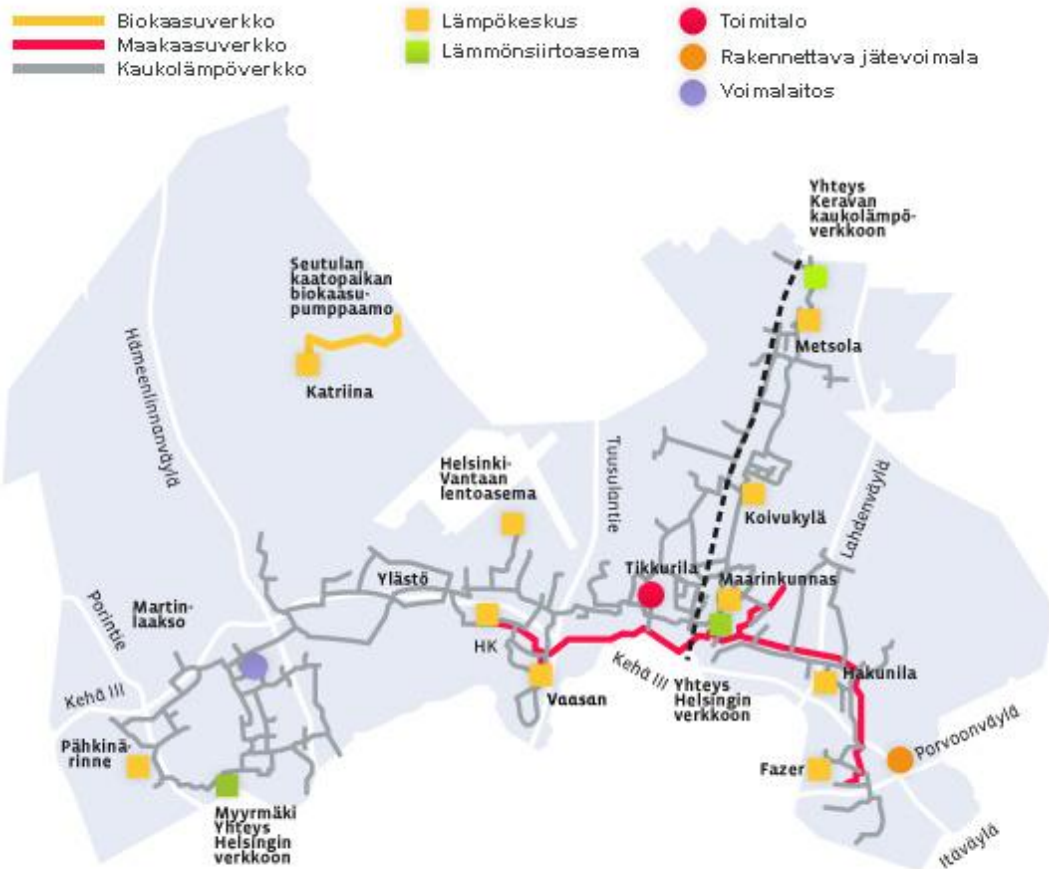 Biokaasuverkko
Maakaasuverkko
Kaukolämpöverkko
Lämpökeskus
Lämmönsiirtoasema
Toimitalo
Rakennettava jätevoimala
Voimalaitos
Yhteys
Keravan
kaukolämpö-
verkkoon
Seutulan
kaatopaikan
biokaasu-
pumppaamo
Hämeenlinnanväylä
Katriina
Metsola
Helsinki-
Vantaan
lentoasema
Tuusulantie
Koivukylä
Lahdenväylä
Tikkurila
Maarinkunnas
Ylästö
Porintie
Martin-
laakso
HK
Kehä III
Vaasan
Kehä III
Yhteys
Helsingin
verkkoon
Hakunila
Porvoonväylä
Pähkinä-
rinne
Fazer
Myyrmäki
Yhteys
Helsingin
verkkoon
Itäväylä